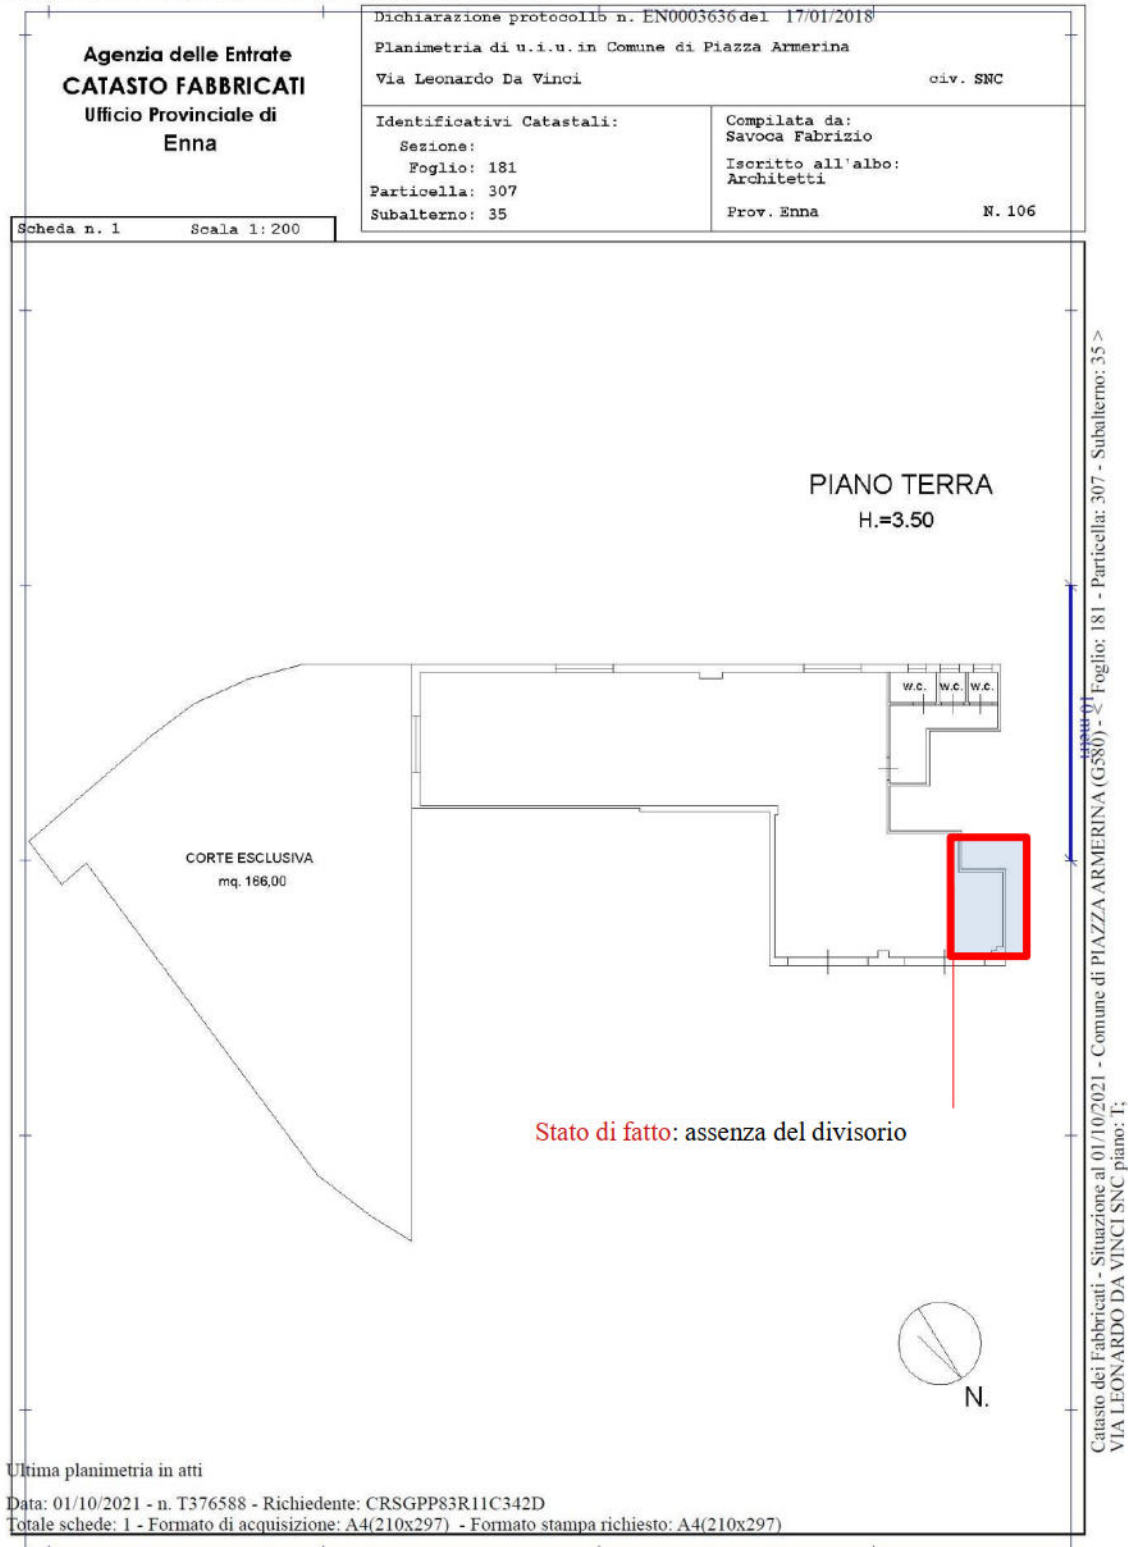 Agenzia delle Entrate
CATASTO FABBRICATI
Ufficio Provinciale di
Enna
Dichiarazione protocollo n. EN0003636 del 17/01/2018
Planimetria di u.i.u. in Comune di Piazza Armerina
Via Leonardo Da Vinci civ. SNC
Identificativi Catastali:
Sezione:
Foglio: 181
Particella: 307
Subalterno: 35
Compilata da:
Savoca Fabrizio
Iscritto all'albo:
Architetti
Prov. Enna N. 106
Scheda n. 1 Scala 1:200
PIANO TERRA
H.=3.50
w.c. w.c. w.c.
CORTE ESCLUSIVA
mq. 166,00
Stato di fatto: assenza del divisorio
N.
10 metri
Catasto dei Fabbricati - Situazione al 01/10/2021 - Comune di PIAZZA ARMERINA (G580) - < Foglio: 181 - Particella: 307 - Subalterno: 35 >
VIA LEONARDO DA VINCI SNC piano: T;
Ultima planimetria in atti
Data: 01/10/2021 - n. T376588 - Richiedente: CRSGPP83R11C342D
Totale schede: 1 - Formato di acquisizione: A4(210x297) - Formato stampa richiesto: A4(210x297)